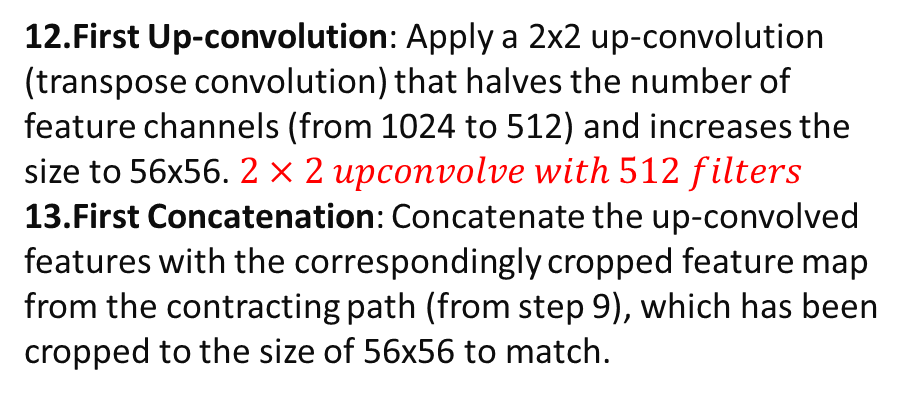 12.First Up-convolution: Apply a 2x2 up-convolution
(transpose convolution) that halves the number of
feature channels (from 1024 to 512) and increases the
size to 56x56. 2 × 2 upconvolve with 512 filters
13.First Concatenation: Concatenate the up-convolved
features with the correspondingly cropped feature map
from the contracting path (from step 9), which has been
cropped to the size of 56x56 to match.